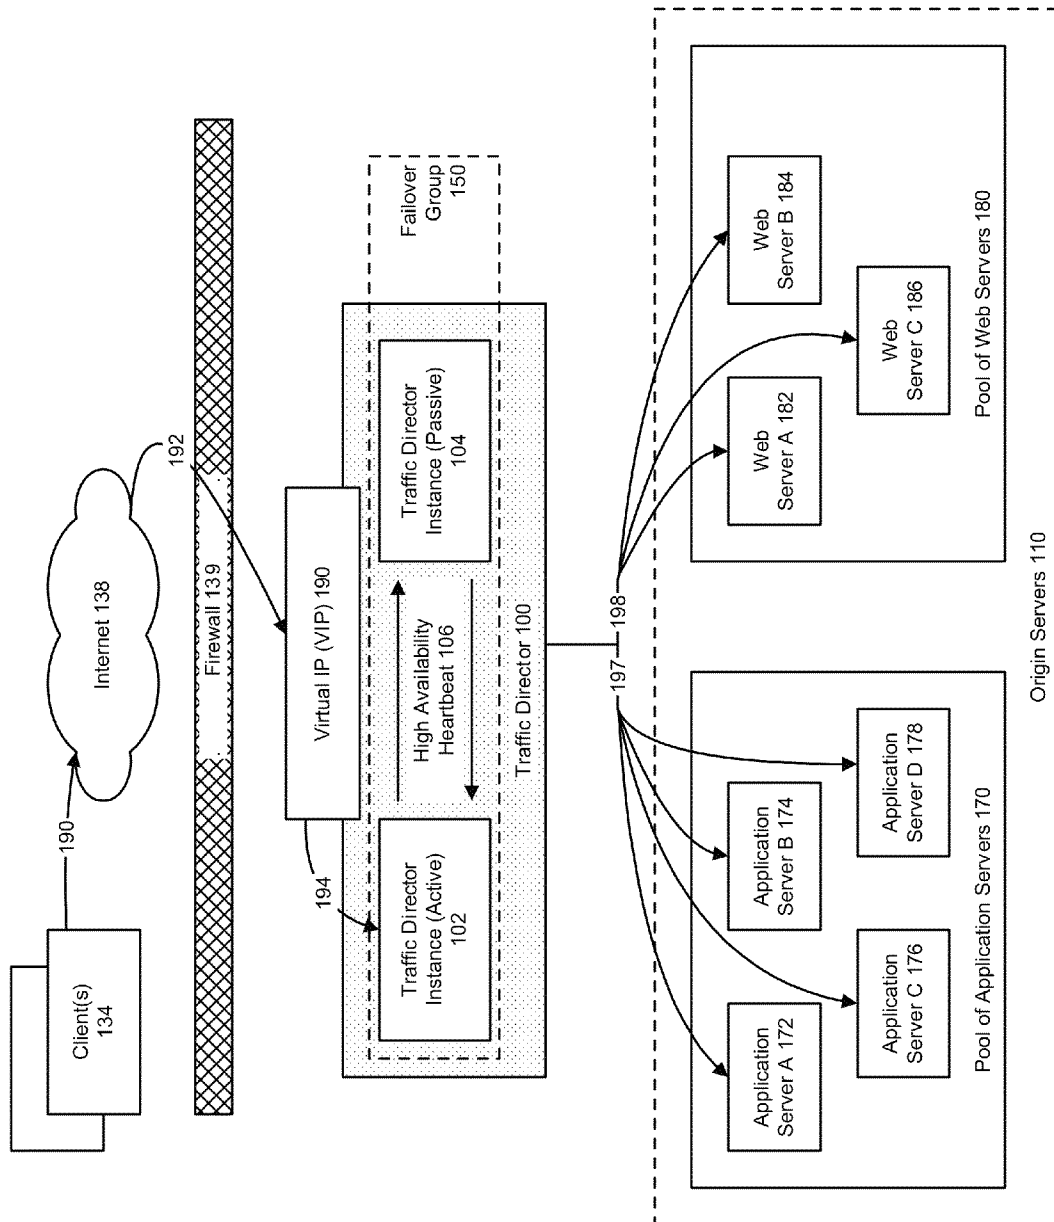 Client(s)
134
190
Internet 138
192
Firewall 139
Virtual IP (VIP) 190
194
Traffic Director
Instance (Active)
102
High Availability
Heartbeat 106
Traffic Director
Instance (Passive)
104
Failover
Group
150
Traffic Director 100
197
198
Application
Server A 172
Application
Server B 174
Application
Server C 176
Application
Server D 178
Pool of Application Servers 170
Web
Server A 182
Web
Server B 184
Web
Server C 186
Pool of Web Servers 180
Origin Servers 110